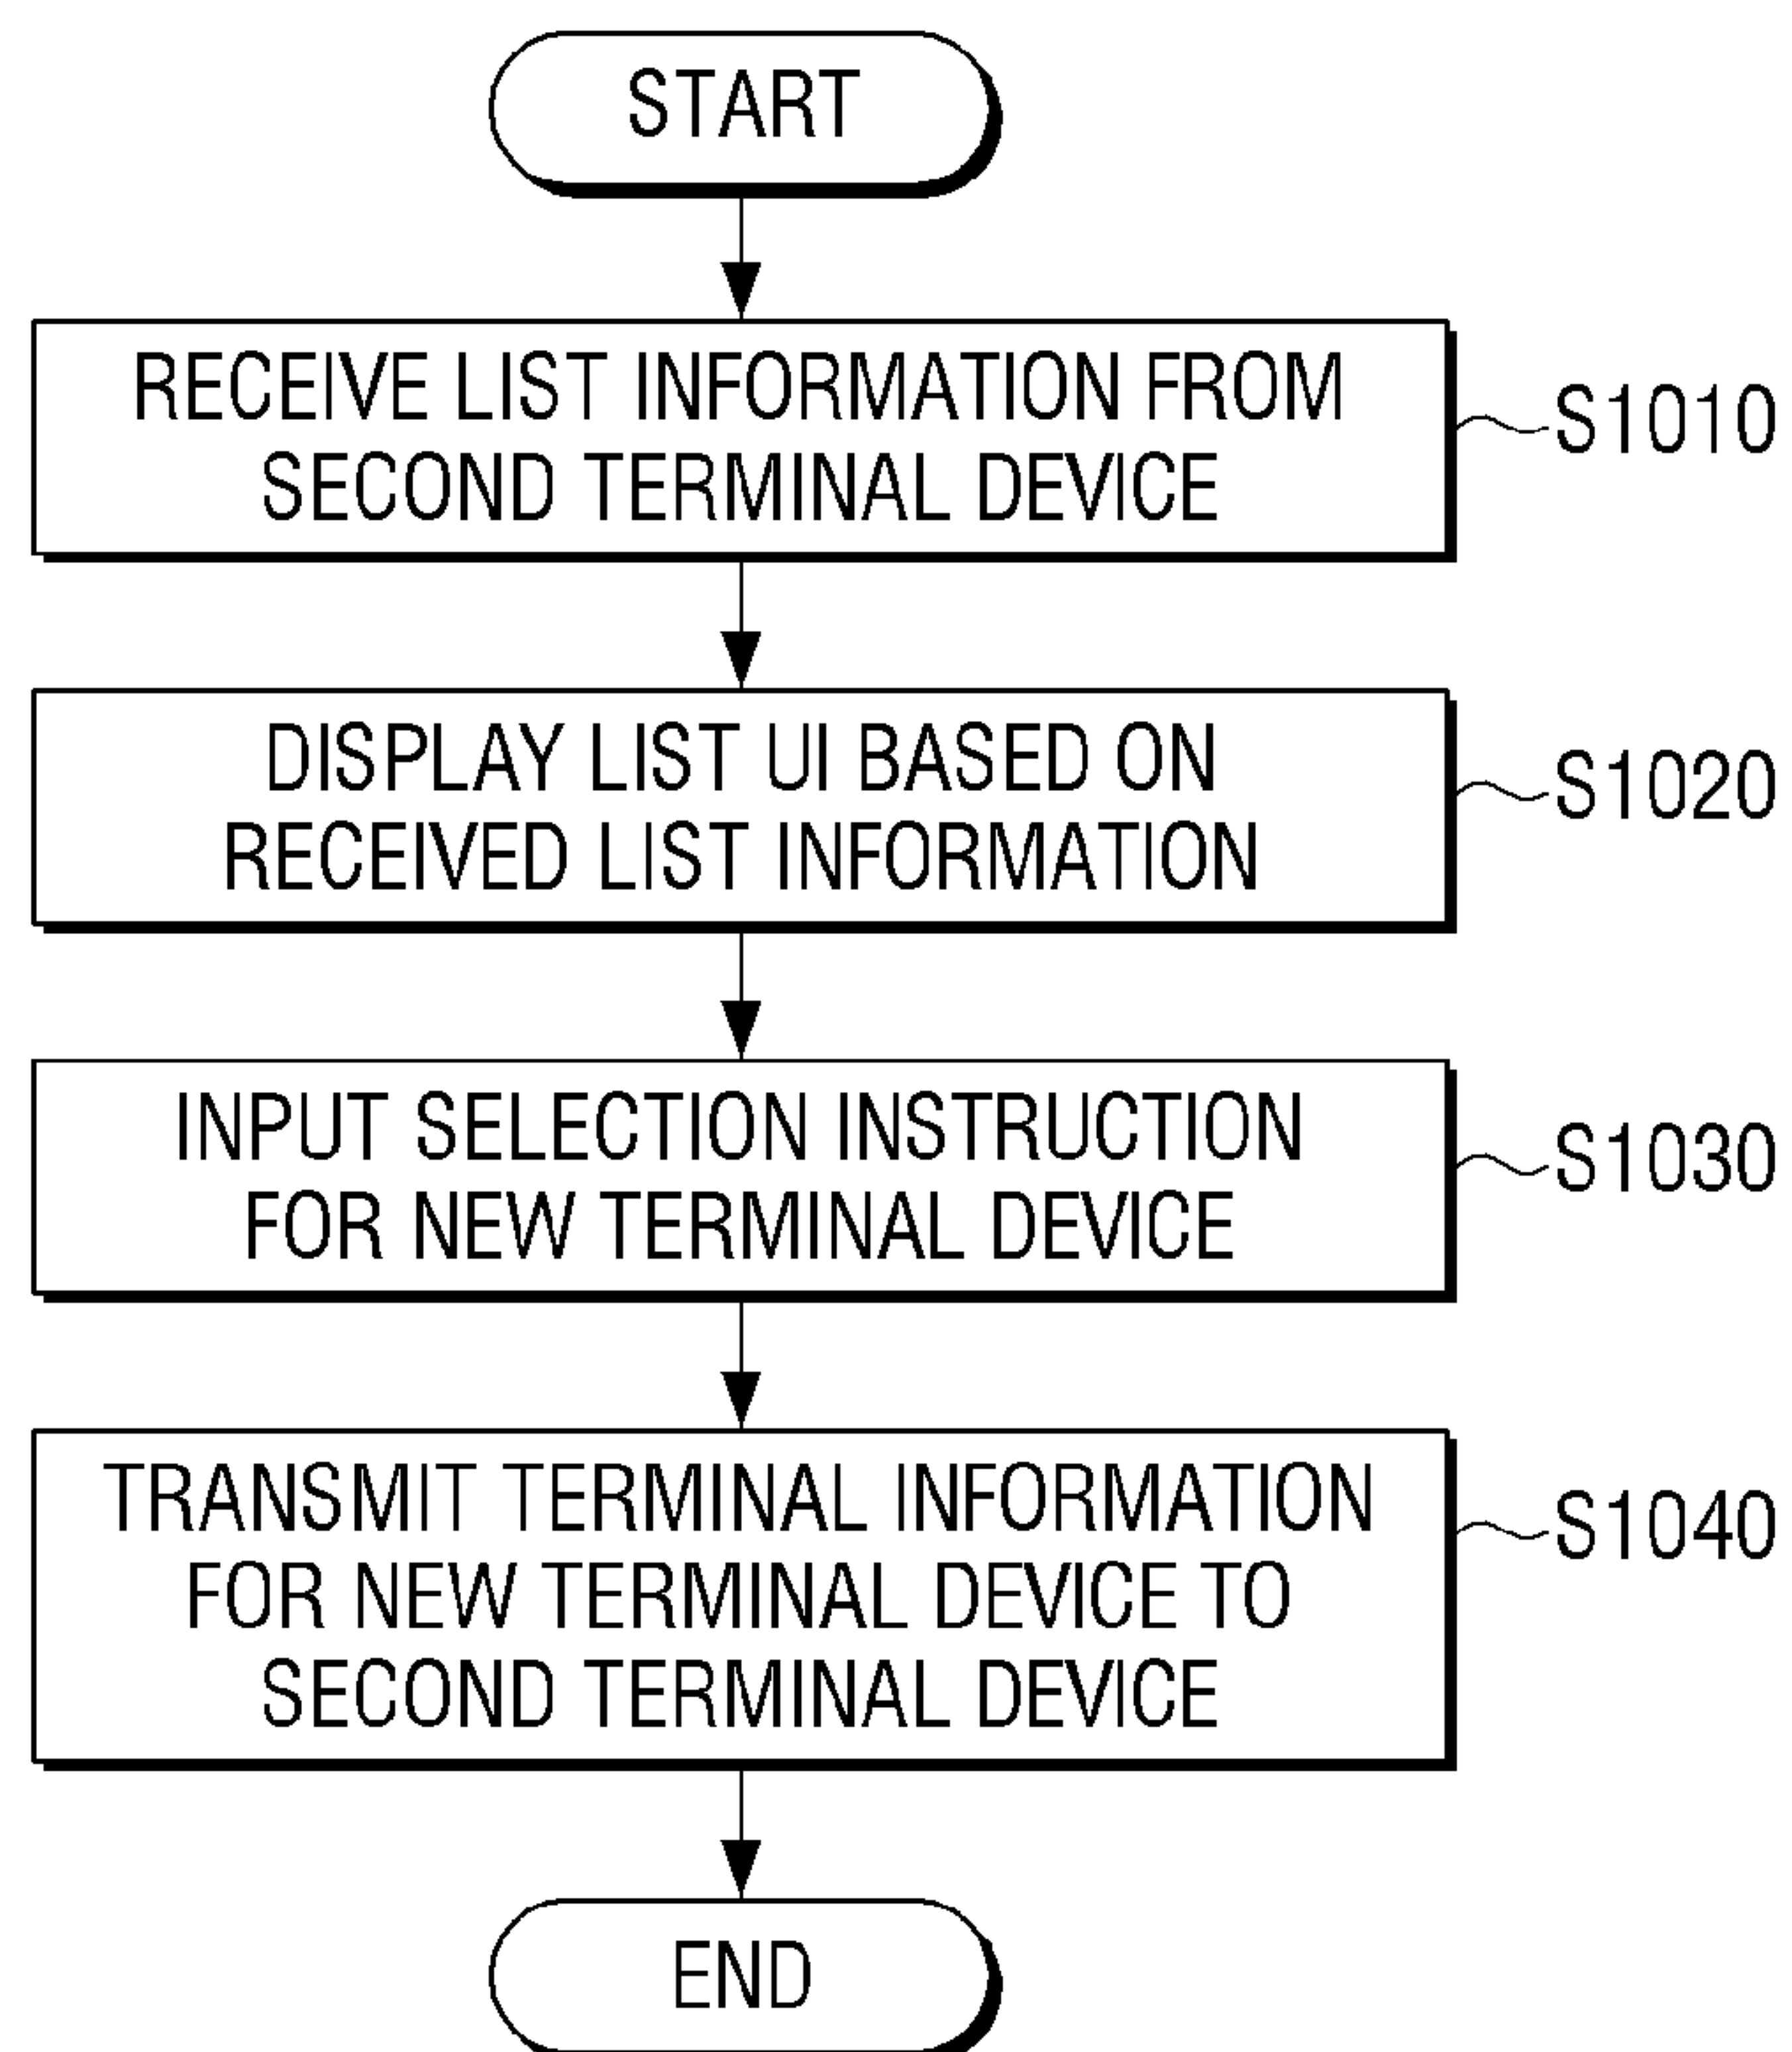 START
RECEIVE LIST INFORMATION FROM
SECOND TERMINAL DEVICE
S1010
DISPLAY LIST UI BASED ON
RECEIVED LIST INFORMATION
S1020
INPUT SELECTION INSTRUCTION
FOR NEW TERMINAL DEVICE
S1030
TRANSMIT TERMINAL INFORMATION
FOR NEW TERMINAL DEVICE TO
SECOND TERMINAL DEVICE
S1040
END